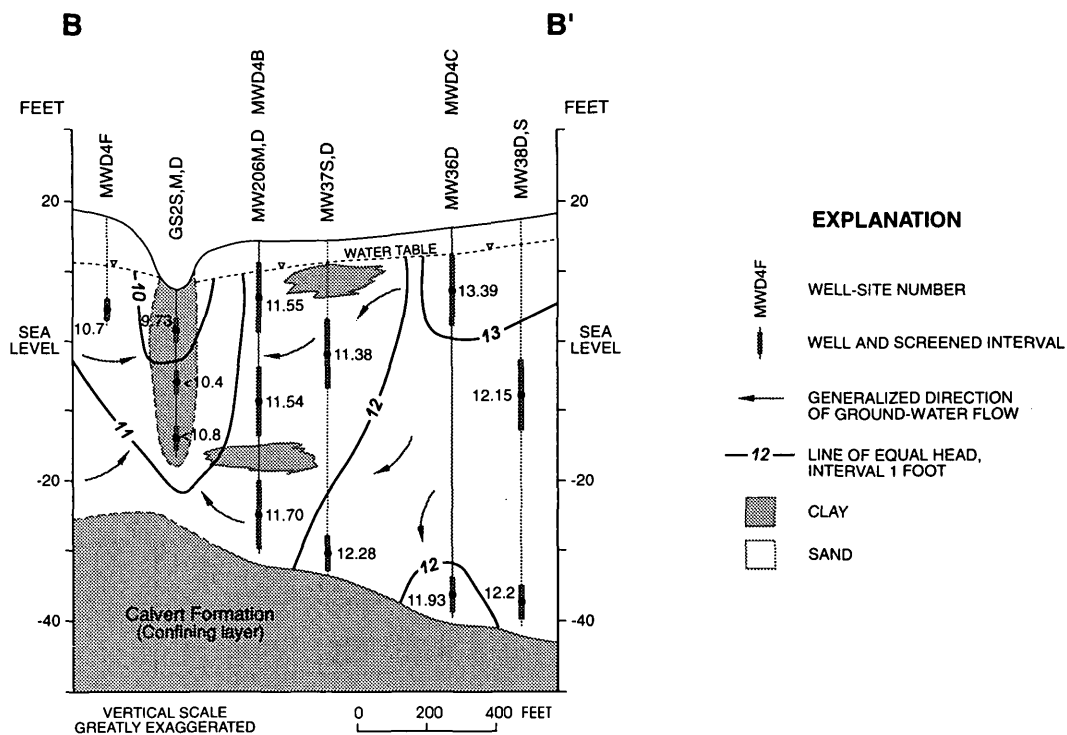 B
B'
FEET
FEET
MWD4F
GS2S,M,D
MW206M,D MWD4B
MW37S,D
MW36D MWD4C
MW38D,S
20
20
SEA
LEVEL
SEA
LEVEL
-20
-20
-40
-40
WATER TABLE
10
9.73
10.7
<10.4
<10.8
11
11.55
11.54
11.70
11.38
12.28
12
13.39
13
12.15
12
11.93
12.2
Calvert Formation
(Confining layer)
VERTICAL SCALE
GREATLY EXAGGERATED
0 200 400 FEET
EXPLANATION
MWD4F
WELL-SITE NUMBER
WELL AND SCREENED INTERVAL
GENERALIZED DIRECTION
OF GROUND-WATER FLOW
12
LINE OF EQUAL HEAD,
INTERVAL 1 FOOT
CLAY
SAND